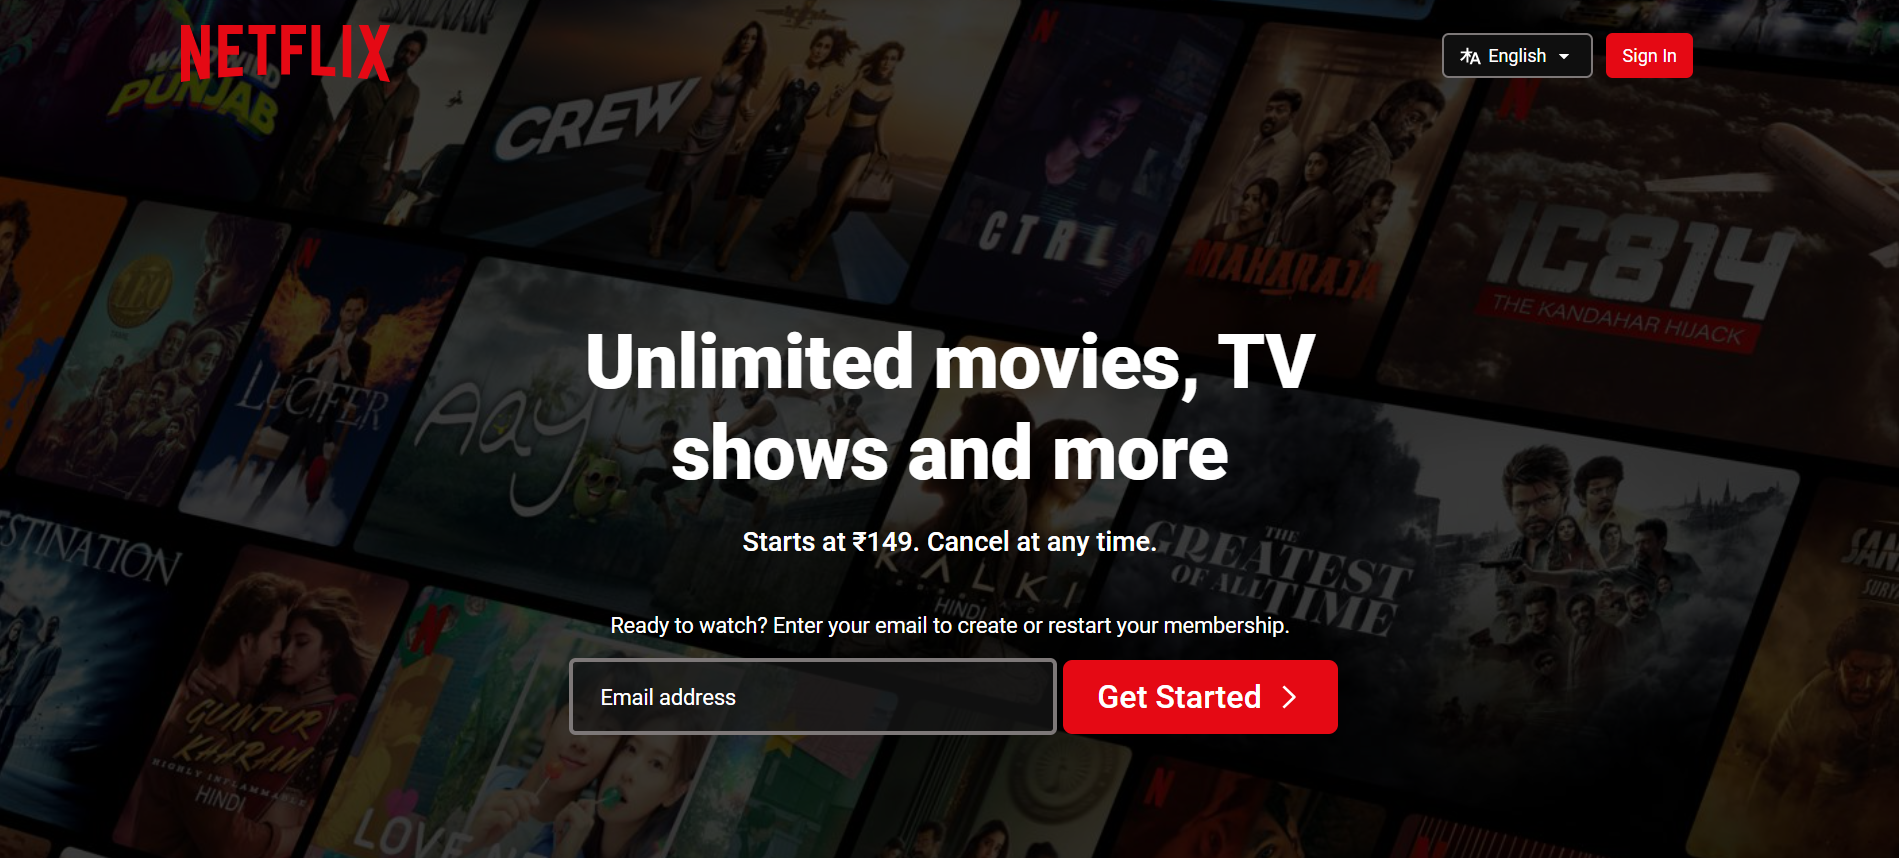 NETFLIX
English
Sign In
PUNJAB
CREW
CTRL
MAHARAJA
IC814
THE KANDAHAR HIJACK
LEO
LUCIFER
Aay
Unlimited movies, TV
shows and more
Starts at ₹149. Cancel at any time.
KALKI
HINDI
THE
GREATEST
OF ALL TIME
Ready to watch? Enter your email to create or restart your membership.
Email address
Get Started
GUNTUR
KAARAM
HIGHLY INFLAMMABLE
HINDI
LOVE